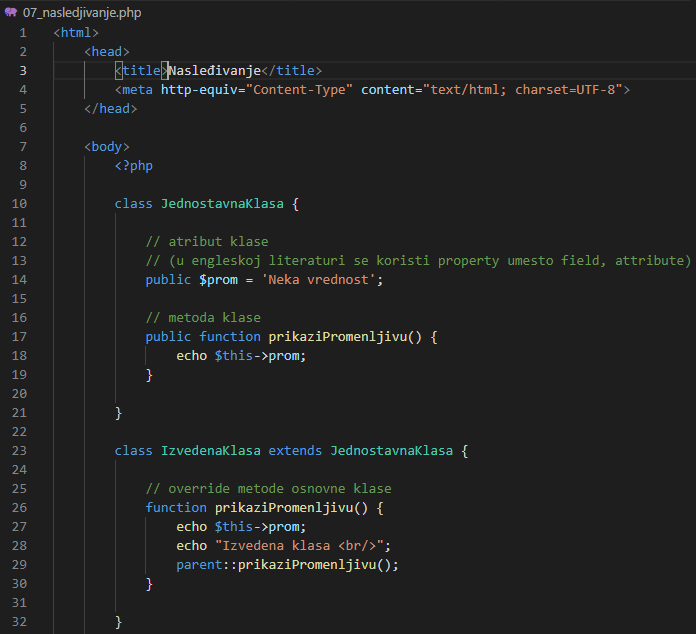 07_nasledjivanje.php
1 <html>
2 <head>
3 <title>Nasleđivanje</title>
4 <meta http-equiv="Content-Type" content="text/html; charset=UTF-8">
5 </head>
6
7 <body>
8 <?php
9
10 class JednostavnaKlasa {
11
12 // atribut klase
13 // (u engleskoj literaturi se koristi property umesto field, attribute)
14 public $prom = 'Neka vrednost';
15
16 // metoda klase
17 public function prikaziPromenljivu() {
18 echo $this->prom;
19 }
20
21 }
22
23 class IzvedenaKlasa extends JednostavnaKlasa {
24
25 // override metode osnovne klase
26 function prikaziPromenljivu() {
27 echo $this->prom;
28 echo "Izvedena klasa <br/>";
29 parent::prikaziPromenljivu();
30 }
31
32 }